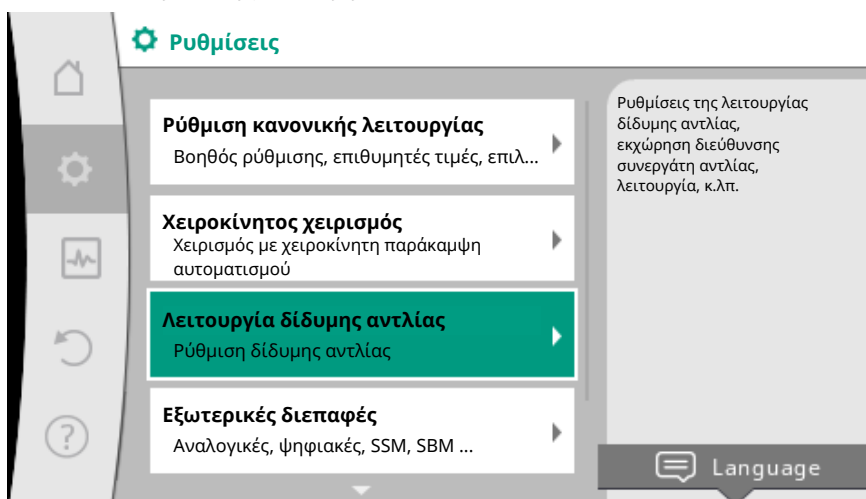 Ρυθμίσεις
Ρύθμιση κανονικής λειτουργίας
Βοηθός ρύθμισης, επιθυμητές τιμές, επιλ...
Χειροκίνητος χειρισμός
Χειρισμός με χειροκίνητη παράκαμψη
αυτοματισμού
Λειτουργία δίδυμης αντλίας
Ρύθμιση δίδυμης αντλίας
Εξωτερικές διεπαφές
Αναλογικές, ψηφιακές, SSM, SBM ...
Ρυθμίσεις της λειτουργίας
δίδυμης αντλίας,
εκχώρηση διεύθυνσης
συνεργάτη αντλίας,
λειτουργία, κ.λπ.
Language